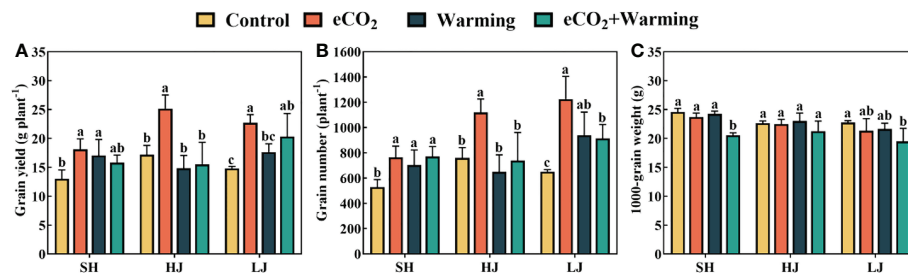 Control eCO₂ Warming eCO₂+Warming
A
Grain yield (g plant⁻¹)
35
30
25
20
15
10
5
0
b a a ab
b a b b
c a bc ab
SH HJ LJ
B
Grain number (plant⁻¹)
1600
1400
1200
1000
800
600
400
200
0
b a a a
b a b b
c a ab b
SH HJ LJ
C
1000-grain weight (g)
35
30
25
20
15
10
5
0
a a a b
a a a a
a ab ab b
SH HJ LJ